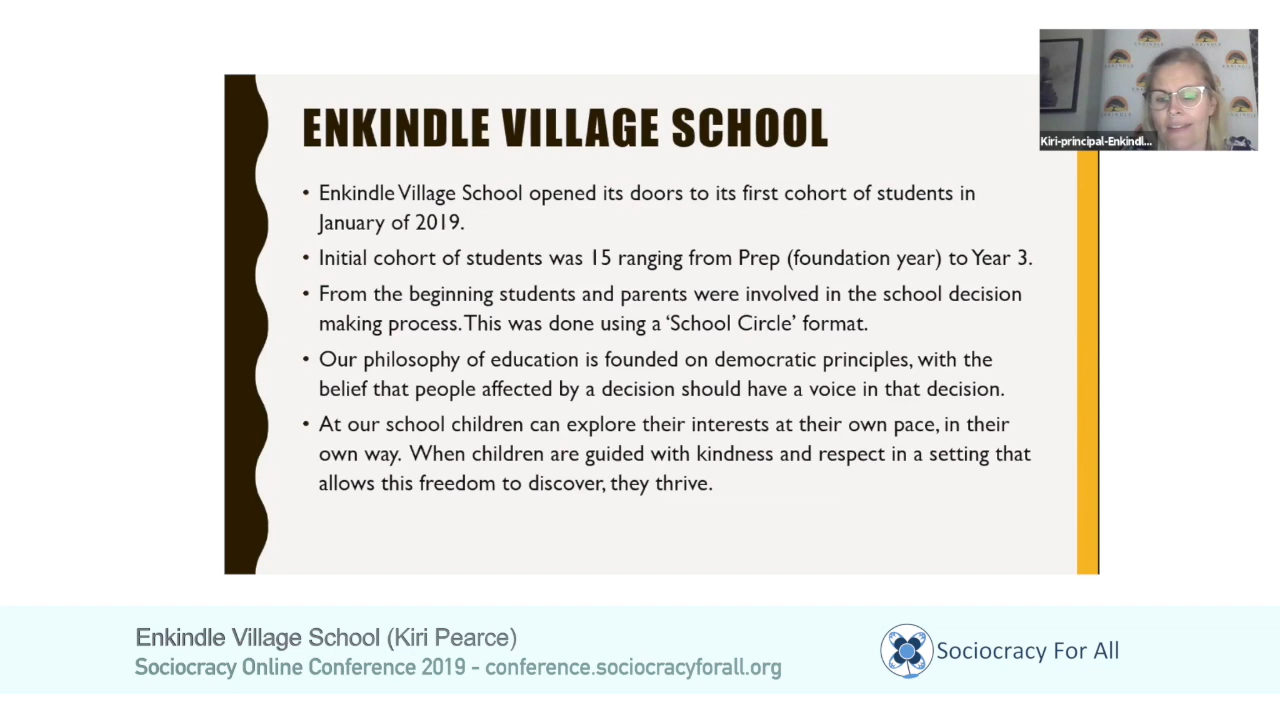 Kiri-principal-Enkindl...
ENKINDLE VILLAGE SCHOOL
• Enkindle Village School opened its doors to its first cohort of students in
January of 2019.
• Initial cohort of students was 15 ranging from Prep (foundation year) to Year 3.
• From the beginning students and parents were involved in the school decision
making process. This was done using a ‘School Circle’ format.
• Our philosophy of education is founded on democratic principles, with the
belief that people affected by a decision should have a voice in that decision.
• At our school children can explore their interests at their own pace, in their
own way. When children are guided with kindness and respect in a setting that
allows this freedom to discover, they thrive.
Enkindle Village School (Kiri Pearce)
Sociocracy Online Conference 2019 - conference.sociocracyforall.org
Sociocracy For All